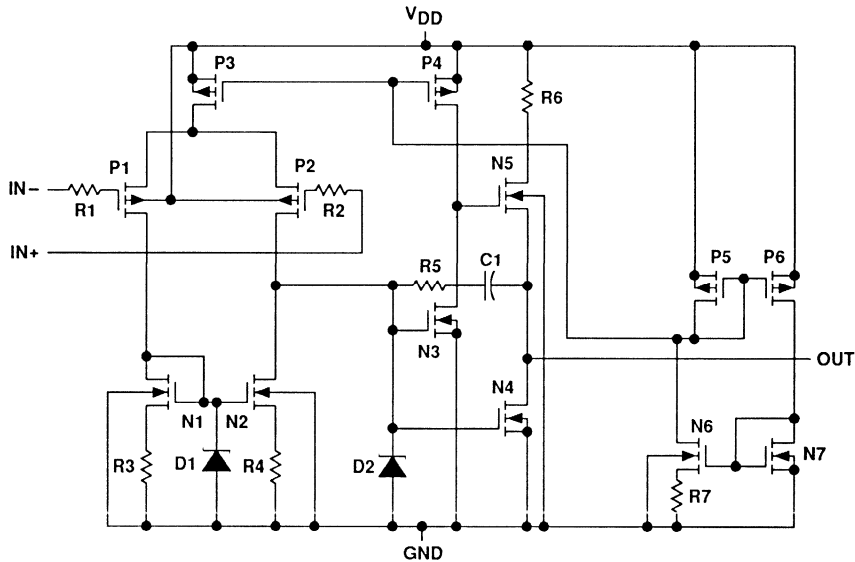 VDD
P3
P4
R6
P1
P2
N5
IN−
R1
R2
IN+
R5
C1
P5
P6
N3
OUT
N4
N1
N2
N6
N7
R3
D1
R4
D2
R7
GND